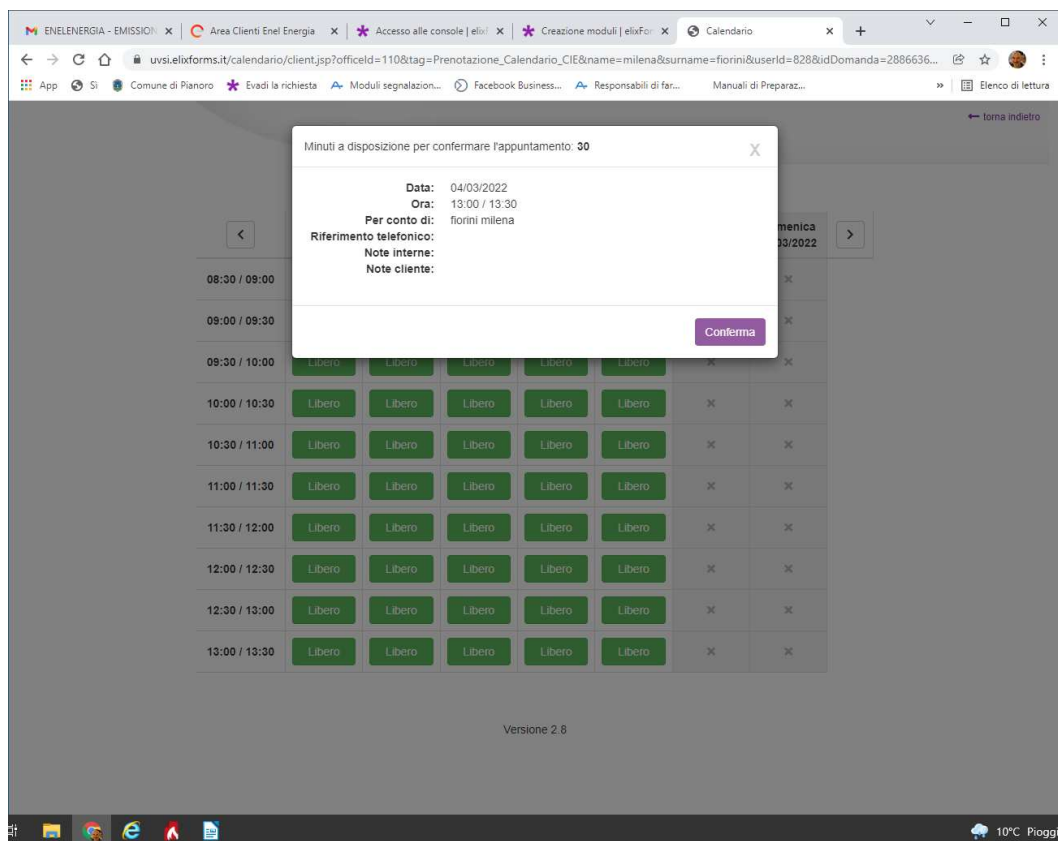 ENELENERGIA - EMISSION
Area Clienti Enel Energia
Accesso alle console | elixF
Creazione moduli | elixFor
Calendario
uvsi.elixforms.it/calendario/client.jsp?officeId=110&tag=Prenotazione_Calendario_CIE&name=milena&surname=fiorini&userId=828&idDomanda=2886636...
App Sì Comune di Pianoro Evadi la richiesta Moduli segnalazion... Facebook Business... Responsabili di far... Manuali di Preparaz... » Elenco di lettura
← torna indietro
Minuti a disposizione per confermare l'appuntamento: 30 X
Data: 04/03/2022
Ora: 13:00 / 13:30
Per conto di: fiorini milena
Riferimento telefonico:
Note interne:
Note cliente:
Conferma
menica
03/2022
08:30 / 09:00
09:00 / 09:30
09:30 / 10:00 Libero Libero Libero Libero Libero
10:00 / 10:30 Libero Libero Libero Libero Libero
10:30 / 11:00 Libero Libero Libero Libero Libero
11:00 / 11:30 Libero Libero Libero Libero Libero
11:30 / 12:00 Libero Libero Libero Libero Libero
12:00 / 12:30 Libero Libero Libero Libero Libero
12:30 / 13:00 Libero Libero Libero Libero Libero
13:00 / 13:30 Libero Libero Libero Libero Libero
Versione 2.8
10°C Pioggi